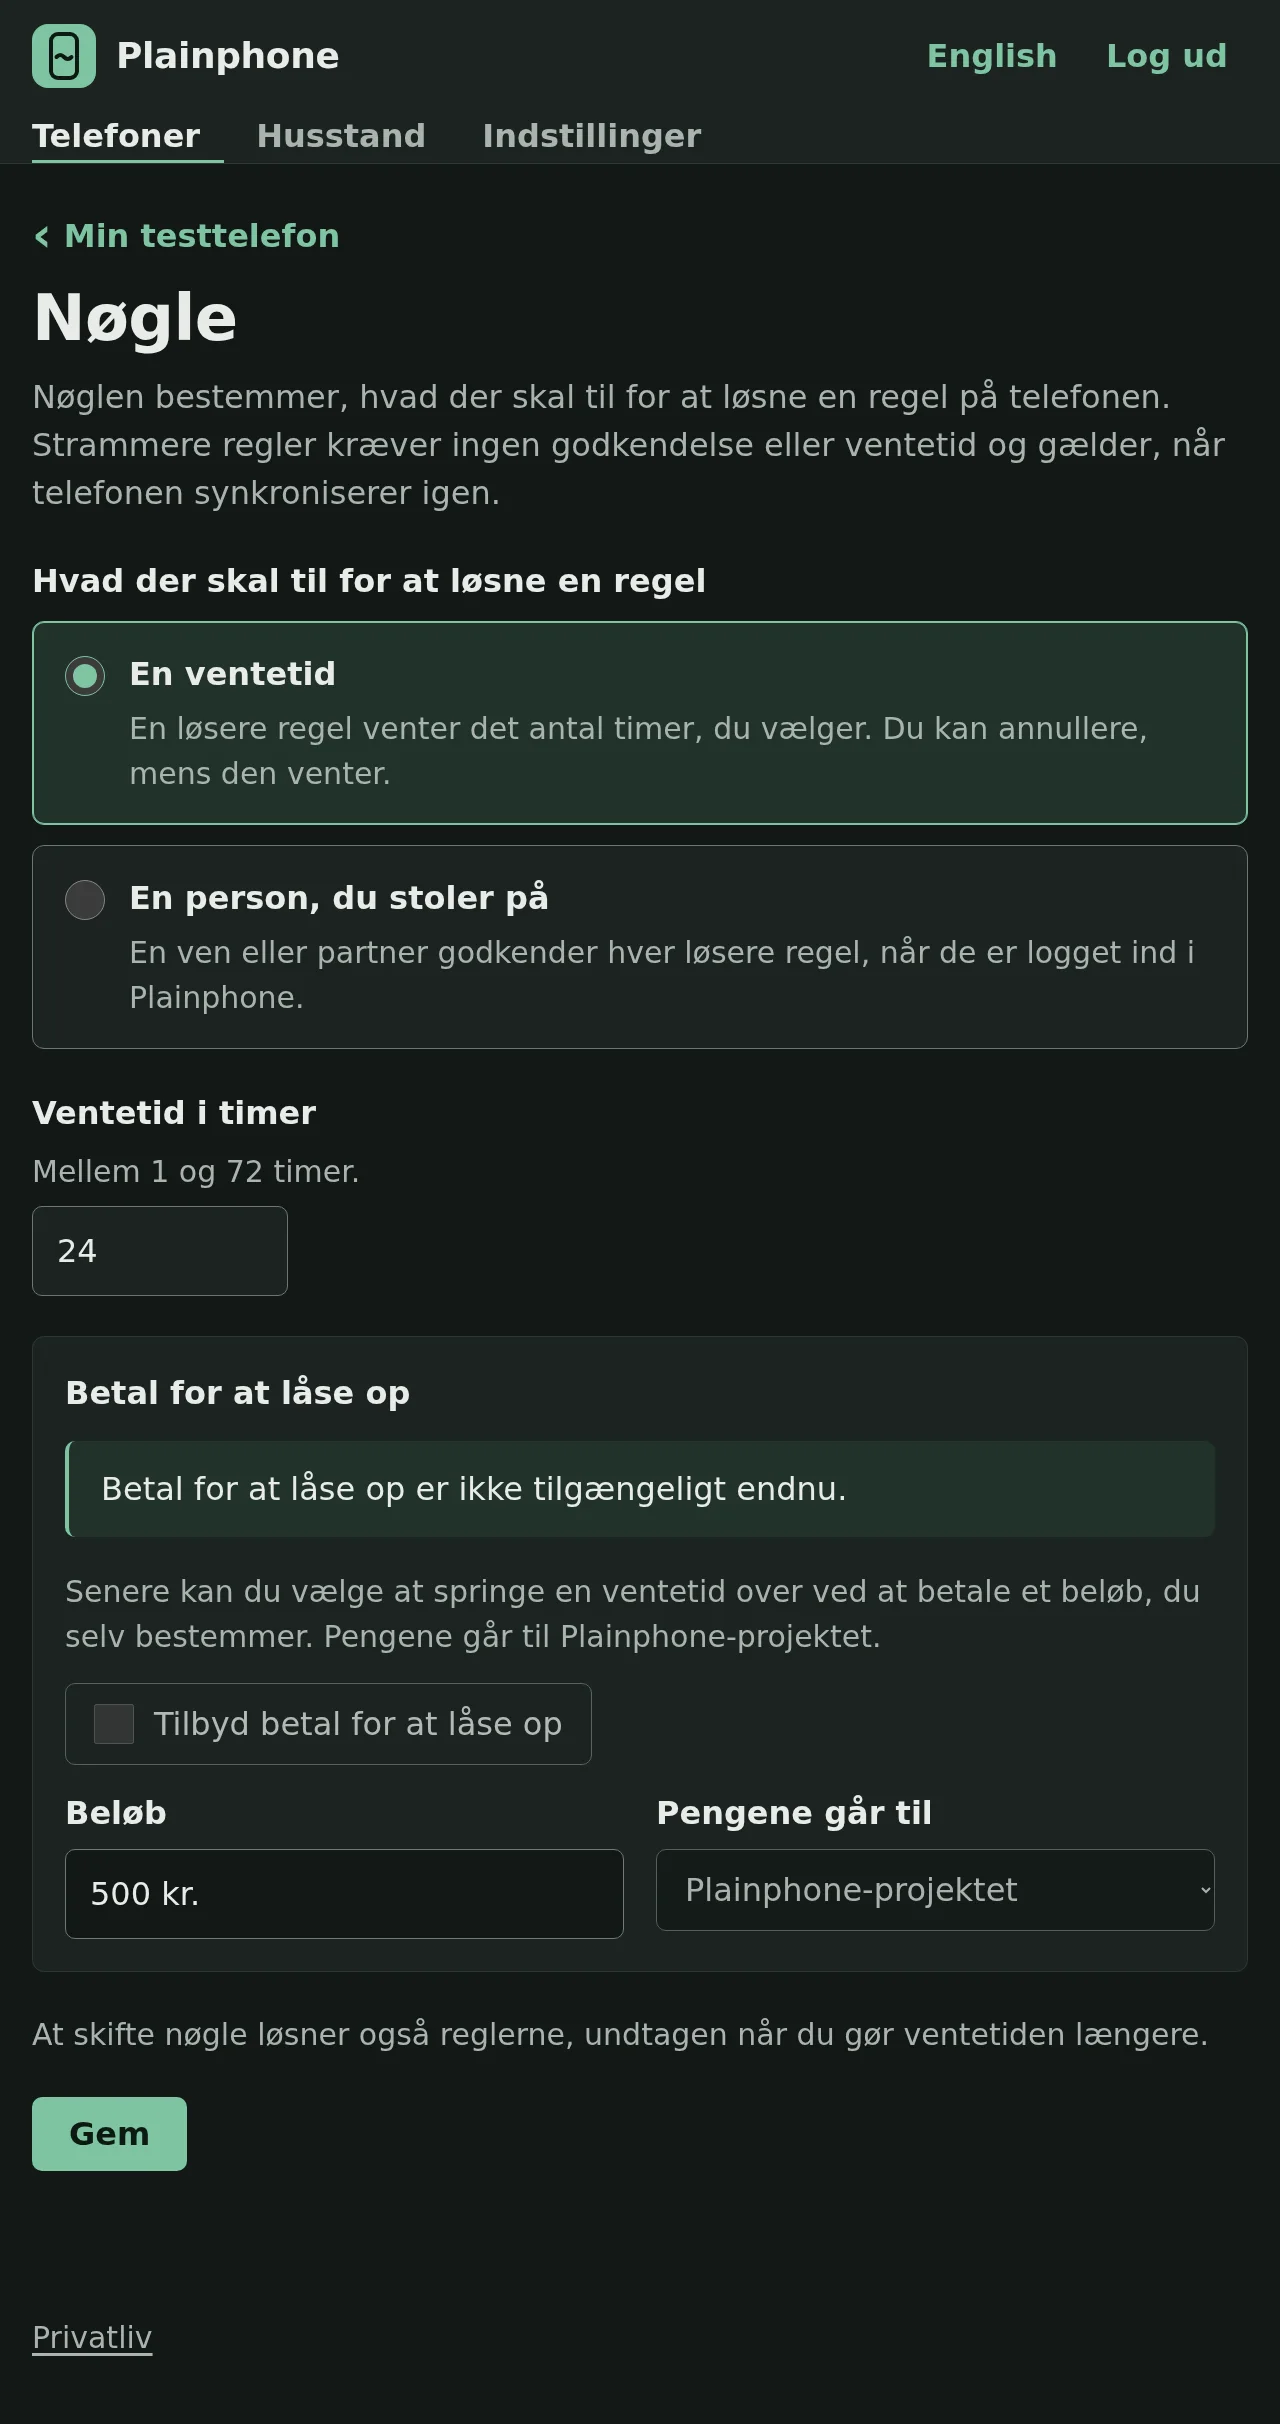 Plainphone
English
Log ud
Telefoner
Husstand
Indstillinger
‹ Min testtelefon
Nøgle
Nøglen bestemmer, hvad der skal til for at løsne en regel på telefonen.
Strammere regler kræver ingen godkendelse eller ventetid og gælder, når
telefonen synkroniserer igen.
Hvad der skal til for at løsne en regel
En ventetid
En løsere regel venter det antal timer, du vælger. Du kan annullere,
mens den venter.
En person, du stoler på
En ven eller partner godkender hver løsere regel, når de er logget ind i
Plainphone.
Ventetid i timer
Mellem 1 og 72 timer.
24
Betal for at låse op
Betal for at låse op er ikke tilgængeligt endnu.
Senere kan du vælge at springe en ventetid over ved at betale et beløb, du
selv bestemmer. Pengene går til Plainphone-projektet.
Tilbyd betal for at låse op
Beløb
500 kr.
Pengene går til
Plainphone-projektet
At skifte nøgle løsner også reglerne, undtagen når du gør ventetiden længere.
Gem
Privatliv